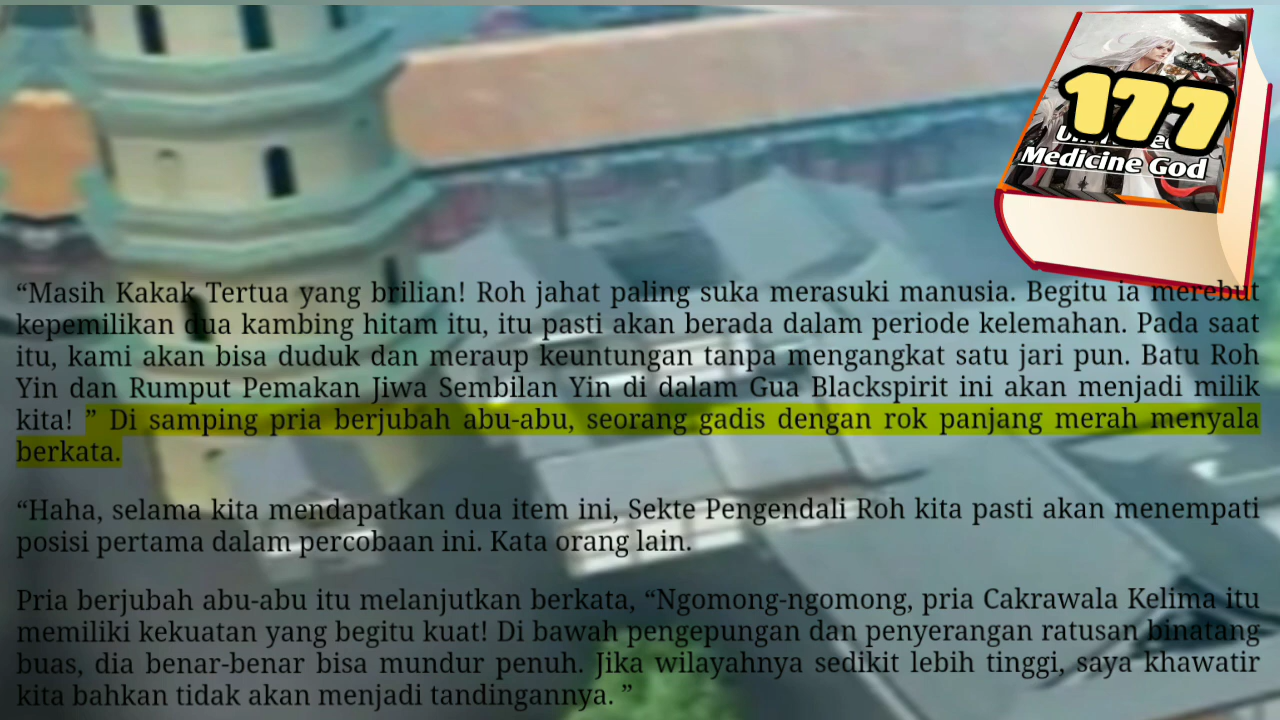 177
Medicine God
“Masih Kakak Tertua yang brilian! Roh jahat paling suka merasuki manusia. Begitu ia merebut
kepemilikan dua kambing hitam itu, itu pasti akan berada dalam periode kelemahan. Pada saat
itu, kami akan bisa duduk dan meraup keuntungan tanpa mengangkat satu jari pun. Batu Roh
Yin dan Rumput Pemakan Jiwa Sembilan Yin di dalam Gua Blackspirit ini akan menjadi milik
kita! ” Di samping pria berjubah abu-abu, seorang gadis dengan rok panjang merah menyala
berkata.
“Haha, selama kita mendapatkan dua item ini, Sekte Pengendali Roh kita pasti akan menempati
posisi pertama dalam percobaan ini. Kata orang lain.
Pria berjubah abu-abu itu melanjutkan berkata, “Ngomong-ngomong, pria Cakrawala Kelima itu
memiliki kekuatan yang begitu kuat! Di bawah pengepungan dan penyerangan ratusan binatang
buas, dia benar-benar bisa mundur penuh. Jika wilayahnya sedikit lebih tinggi, saya khawatir
kita bahkan tidak akan menjadi tandingannya. ”